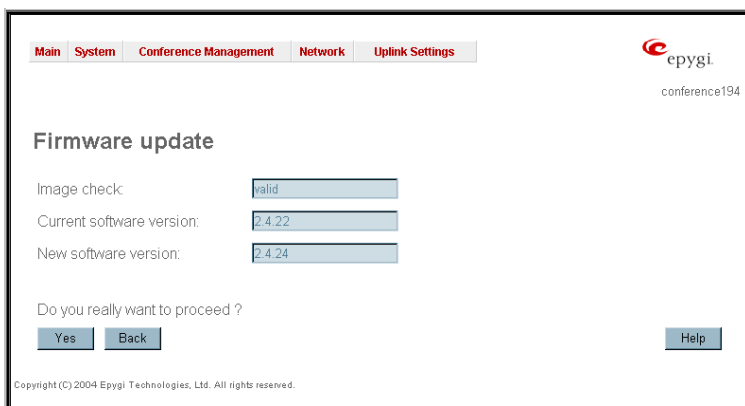 Main System Conference Management Network Uplink Settings
epygi.
conference194
Firmware update
Image check: valid
Current software version: 2.4.22
New software version: 2.4.24
Do you really want to proceed ?
Yes Back Help
Copyright (C) 2004 Epygi Technologies, Ltd. All rights reserved.